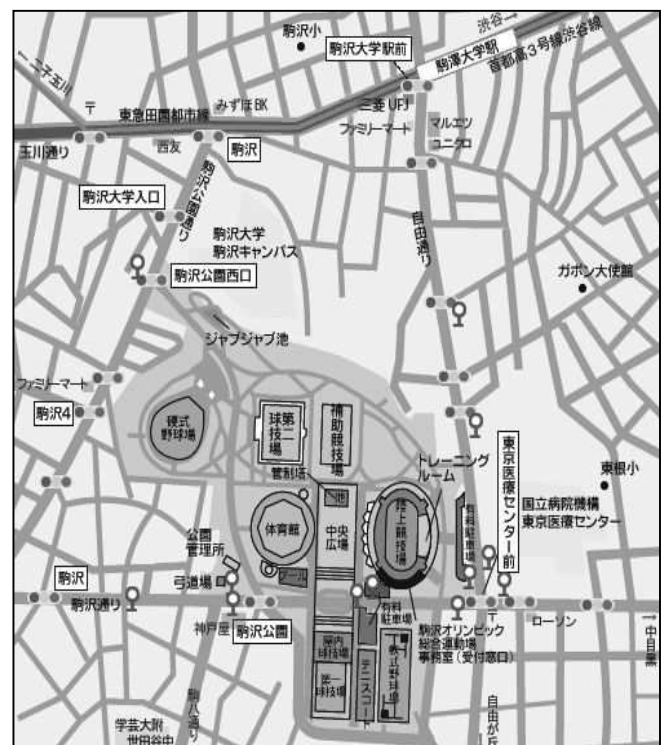 渋谷→
駒沢小
駒沢大学駅前
駒澤大学駅
首都高3号線渋谷線
←二子玉川
〒
東急田園都市線
みずほBK
三菱UFJ
ファミリーマート
マルエツ
ユニクロ
玉川通り
西友
駒沢
駒沢公園通り
駒沢大学入口
自由通り
駒沢大学
駒沢キャンパス
ガボン大使館
駒沢公園西口
ジャブジャブ池
ファミリーマート
駒沢4
硬式
野球場
第二
球技場
補助競技場
トレーニング
ルーム
東京医療センター前
東根小
管制塔
池
国立病院機構
東京医療センター
体育館
中央
広場
陸上競技場
有料駐車場
公園
管理所
プール
弓道場
駒沢
駒沢通り
有料
駐車場
神戸屋
駒沢公園
駒沢オリンピック
総合運動場
事務室(受付窓口)
〒
ローソン
→中目黒
屋内
球技場
第一
球技場
テニスコート
軟式野球場
駒八通り
自由が丘
学芸大附
世田谷中